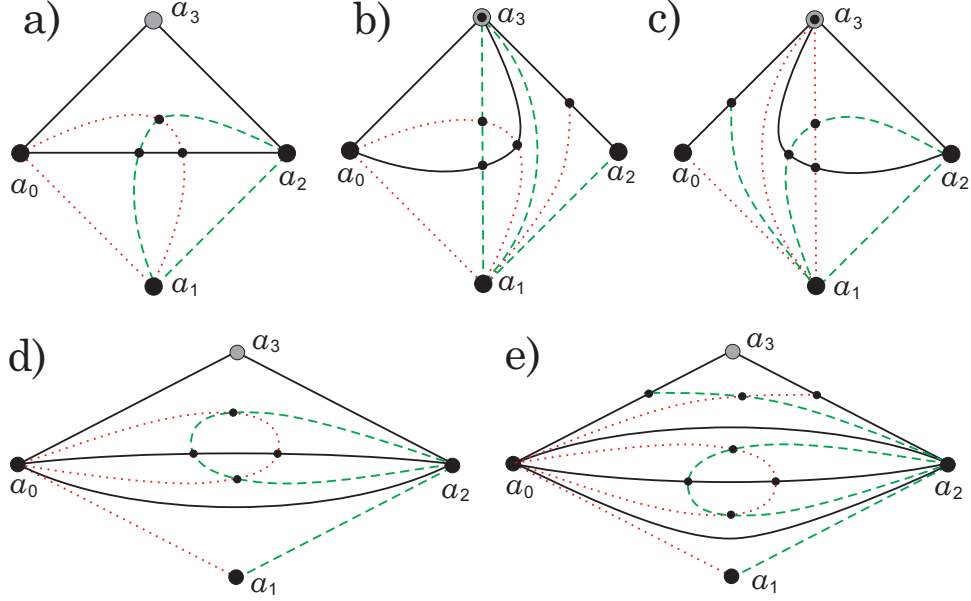 a) a₃
a₀ a₂
a₁
b) a₃
a₀ a₂
a₁
c) a₃
a₀ a₂
a₁
d) a₃
a₀ a₂
a₁
e) a₃
a₀ a₂
a₁